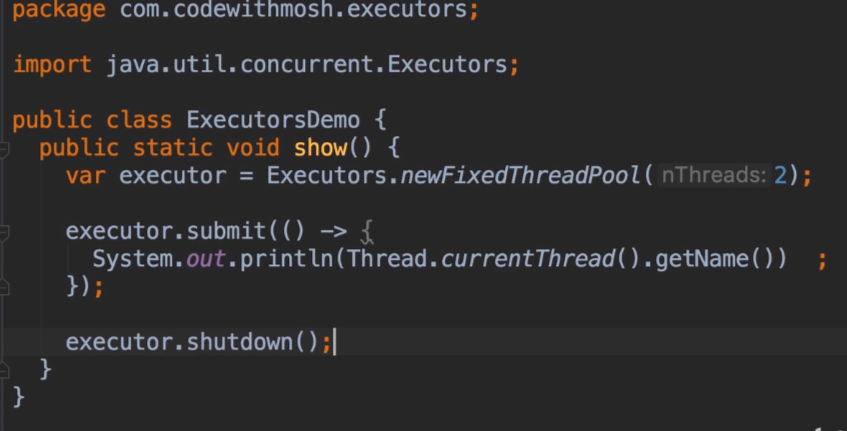 package com.codewithmosh.executors;
import java.util.concurrent.Executors;
public class ExecutorsDemo {
public static void show() {
var executor = Executors.newFixedThreadPool( nThreads: 2);
executor.submit(() -> {
System.out.println(Thread.currentThread().getName())  ;
});
executor.shutdown();
}
}